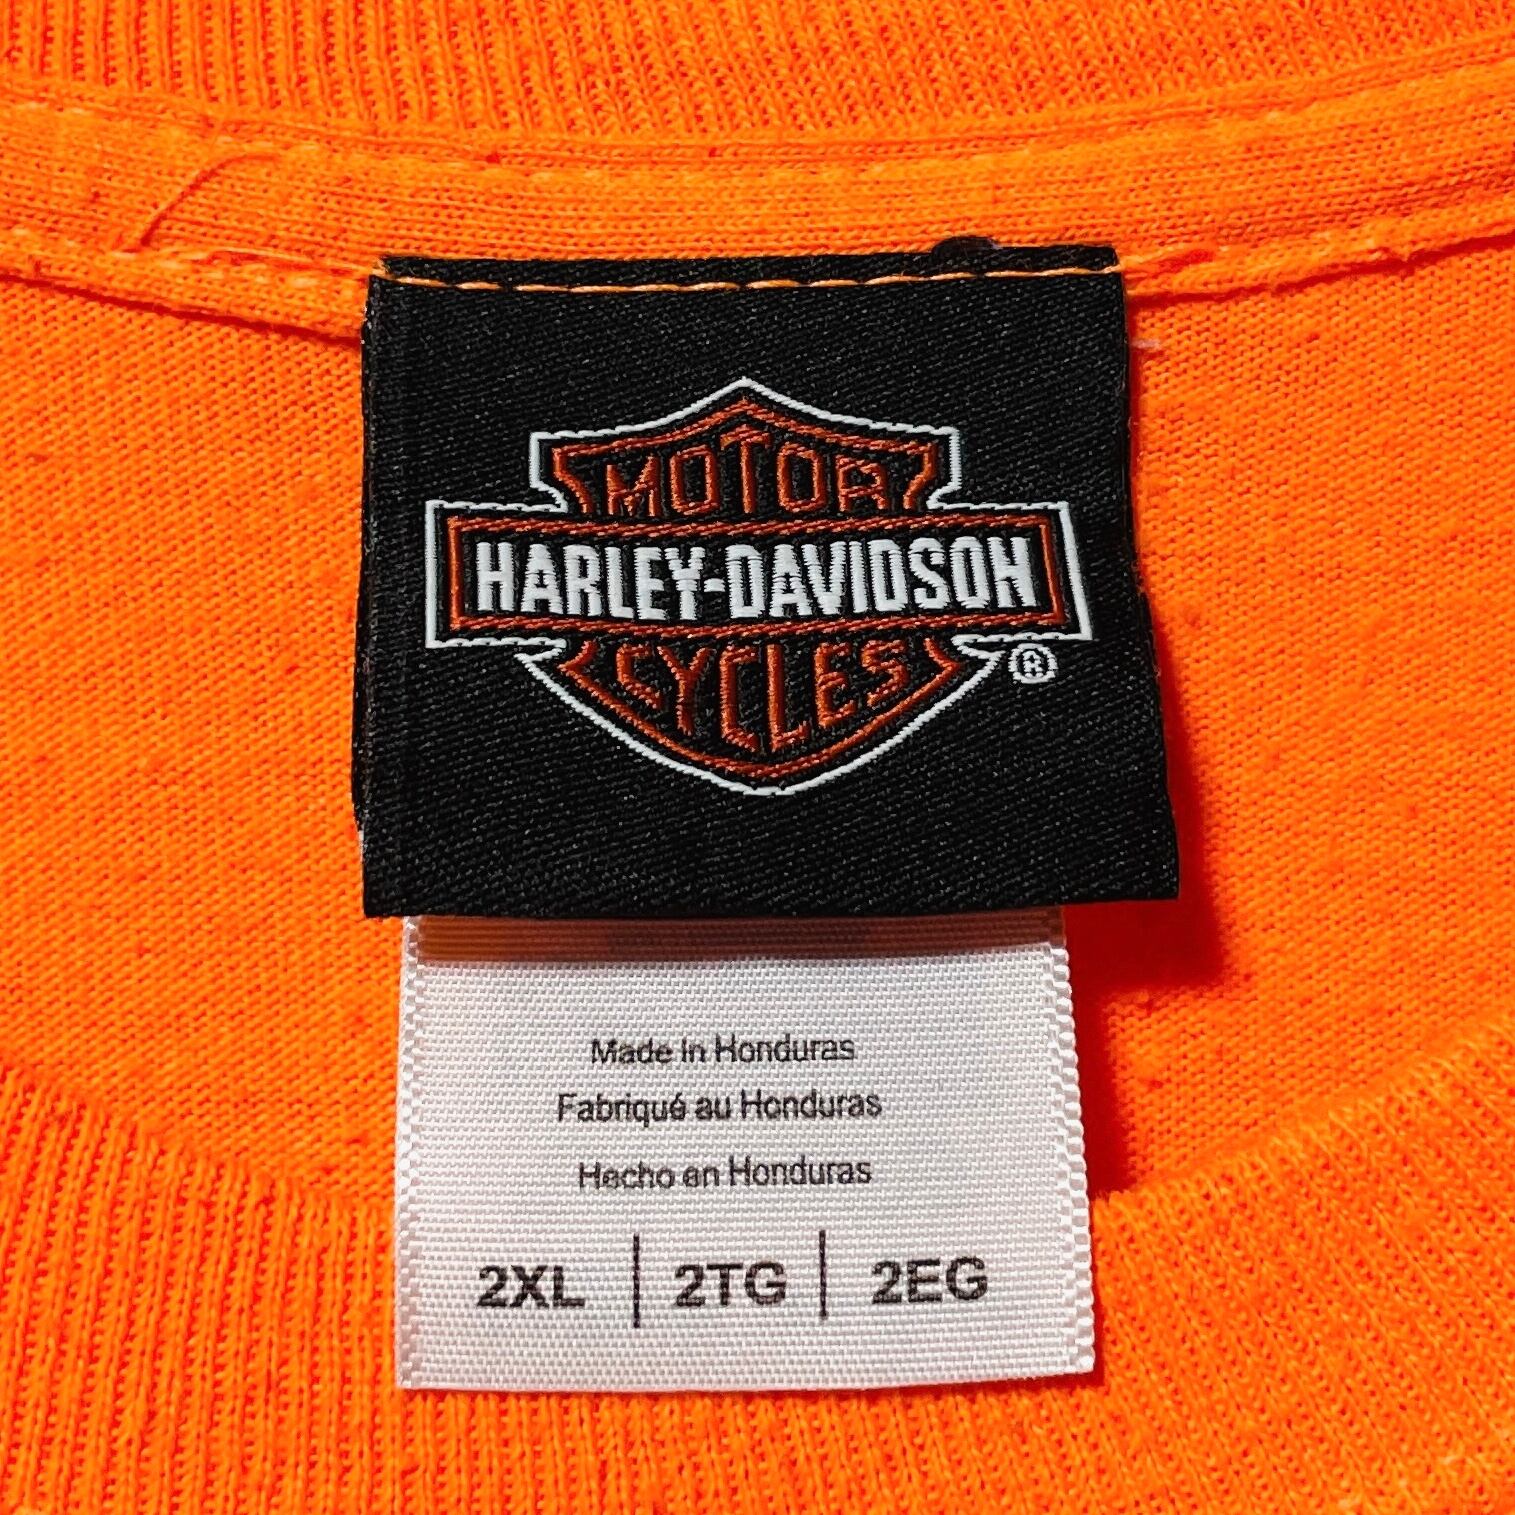 MOTOR
HARLEY-DAVIDSON
CYCLES
®
Made in Honduras
Fabriqué au Honduras
Hecho en Honduras
2XL | 2TG | 2EG